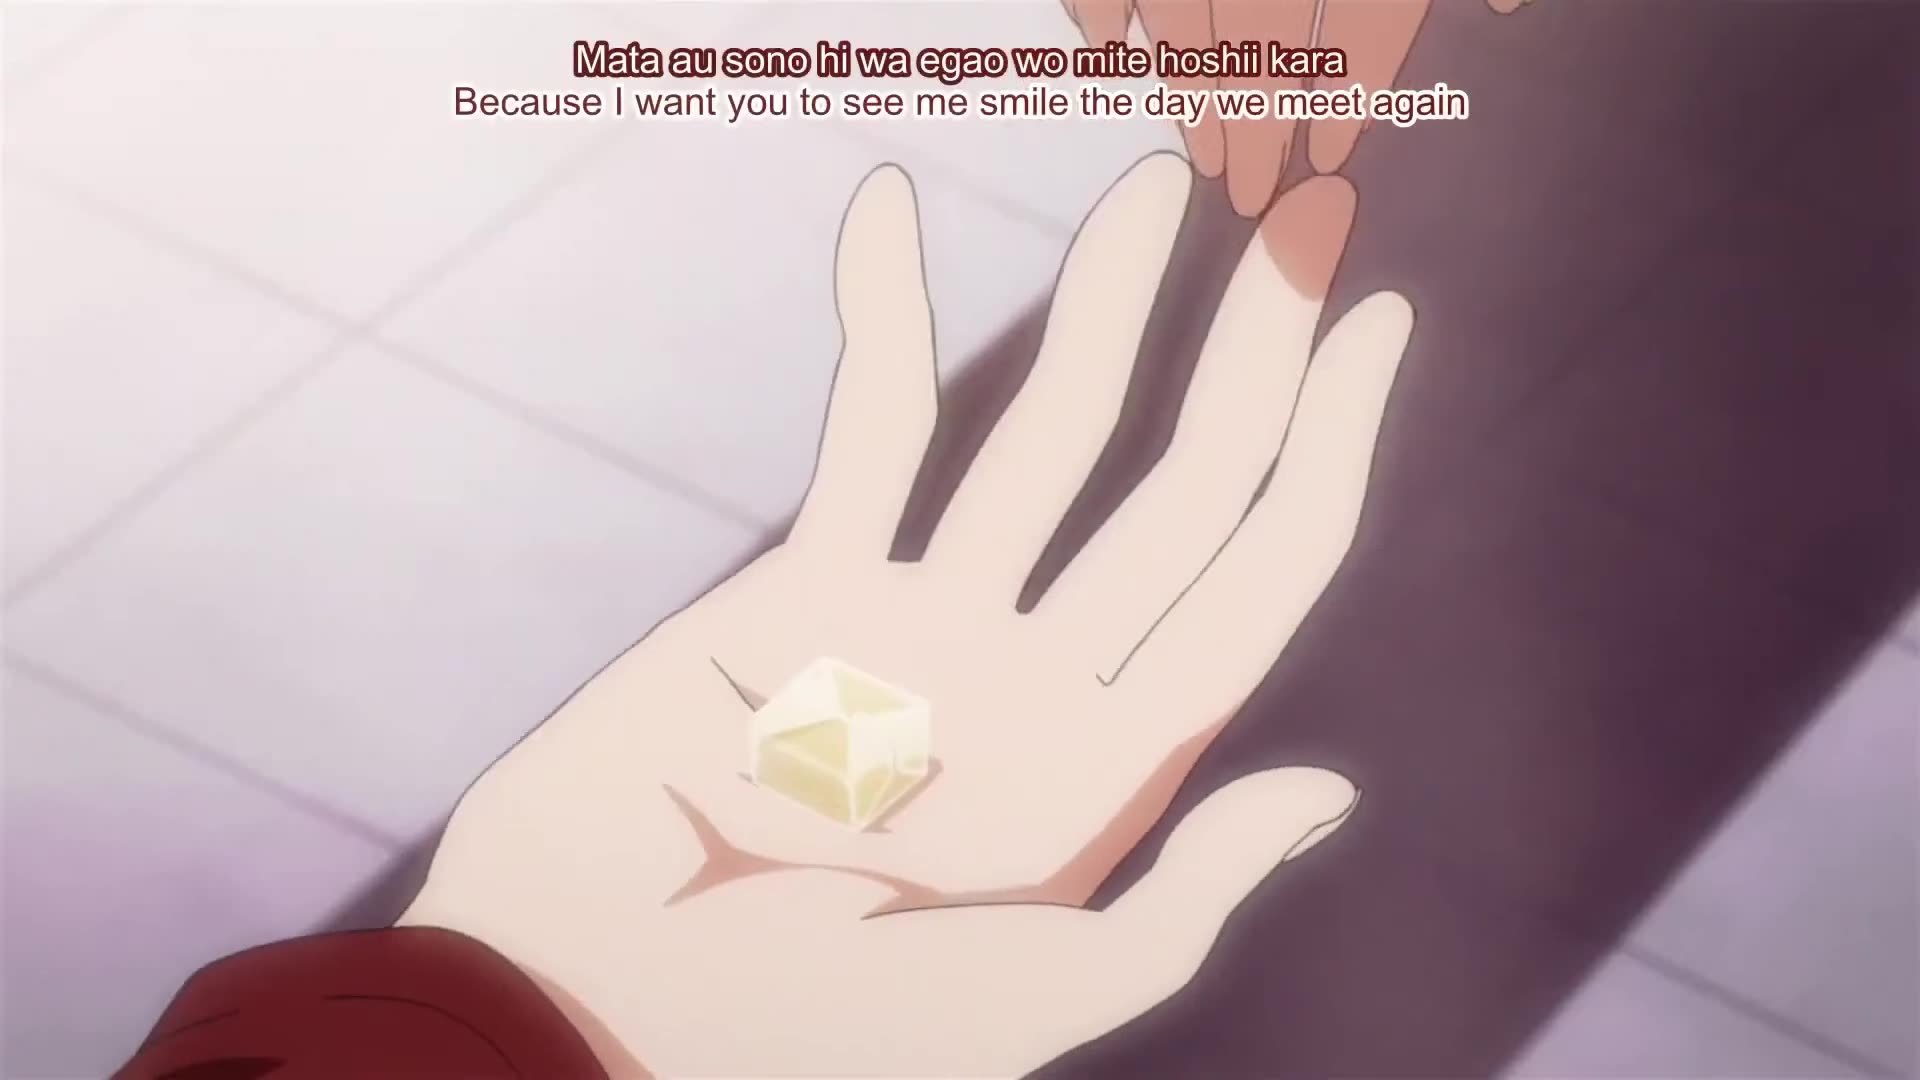 Mata au sono hi wa egao wo mite hoshii kara
Because I want you to see me smile the day we meet again